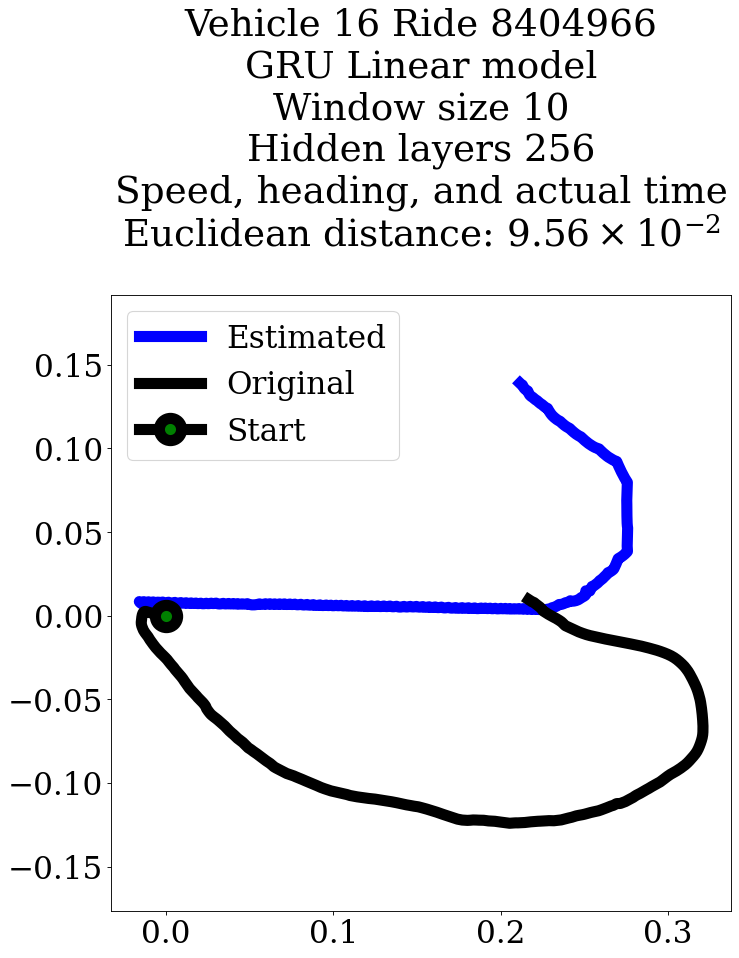 Vehicle 16 Ride 8404966
GRU Linear model
Window size 10
Hidden layers 256
Speed, heading, and actual time
Euclidean distance: 9.56 × 10⁻²
Estimated
Original
Start
0.15
0.10
0.05
0.00
−0.05
−0.10
−0.15
0.0 0.1 0.2 0.3